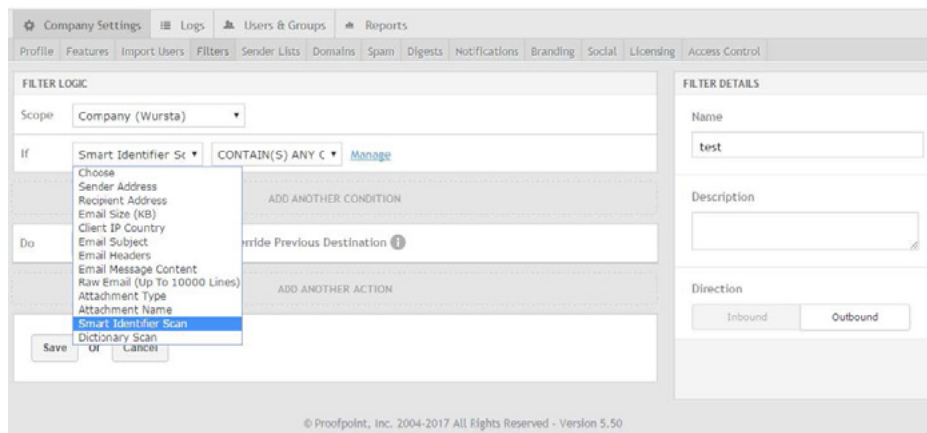 Company Settings Logs Users & Groups Reports
Profile Features Import Users Filters Sender Lists Domains Spam Digests Notifications Branding Social Licensing Access Control
FILTER LOGIC
Scope Company (Wursta)
If Smart Identifier Sc CONTAIN(S) ANY C Manage
Choose
Sender Address
Recipient Address
Email Size (KB)
Client IP Country
Email Subject
Email Headers
Email Message Content
Raw Email (Up To 10000 Lines)
Attachment Type
Attachment Name
Smart Identifier Scan
Dictionary Scan
ADD ANOTHER CONDITION
Do erride Previous Destination
ADD ANOTHER ACTION
Save or Cancel
FILTER DETAILS
Name
test
Description
Direction
Inbound Outbound
© Proofpoint, Inc. 2004-2017 All Rights Reserved - Version 5.50